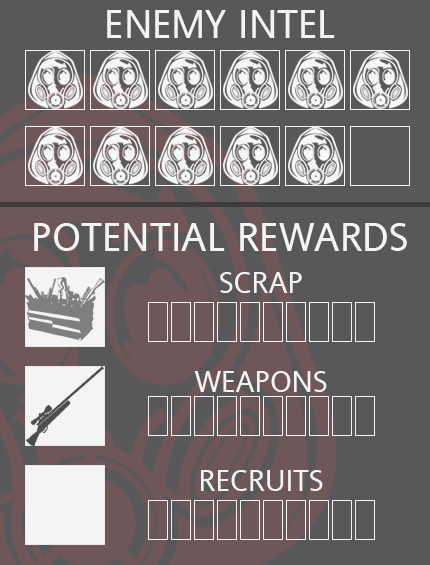 ENEMY INTEL
POTENTIAL REWARDS
SCRAP
WEAPONS
RECRUITS